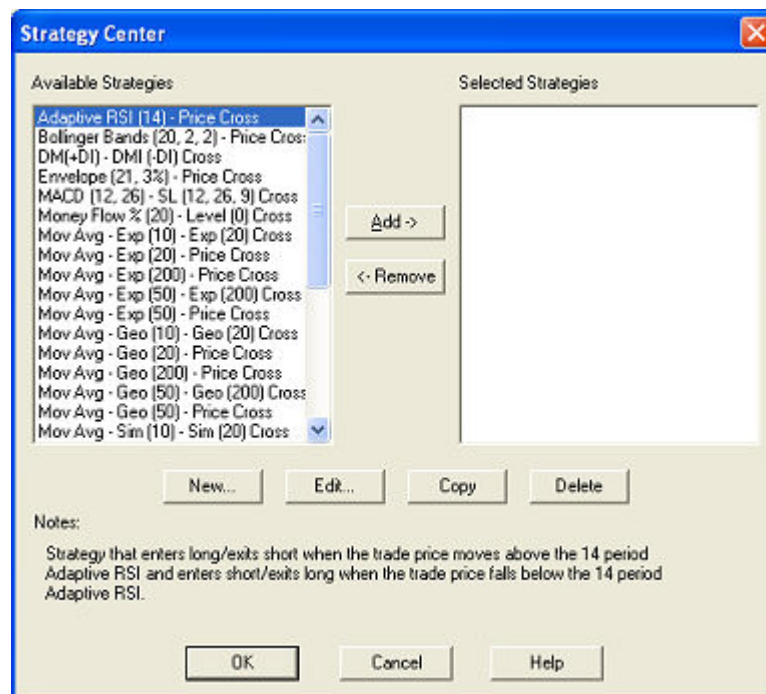 Strategy Center
Available Strategies
Selected Strategies
Adaptive RSI (14) - Price Cross
Bollinger Bands (20, 2, 2) - Price Cros
DM(+DI) - DMI (-DI) Cross
Envelope (21, 3%) - Price Cross
MACD (12, 26) - SL (12, 26, 9) Cross
Money Flow % (20) - Level (0) Cross
Mov Avg - Exp (10) - Exp (20) Cross
Mov Avg - Exp (20) - Price Cross
Mov Avg - Exp (200) - Price Cross
Mov Avg - Exp (50) - Exp (200) Cross
Mov Avg - Exp (50) - Price Cross
Mov Avg - Geo (10) - Geo (20) Cross
Mov Avg - Geo (20) - Price Cross
Mov Avg - Geo (200) - Price Cross
Mov Avg - Geo (50) - Geo (200) Cross
Mov Avg - Geo (50) - Price Cross
Mov Avg - Sim (10) - Sim (20) Cross
Add ->
<- Remove
New...
Edit...
Copy
Delete
Notes:
Strategy that enters long/exits short when the trade price moves above the 14 period
Adaptive RSI and enters short/exits long when the trade price falls below the 14 period
Adaptive RSI.
OK
Cancel
Help